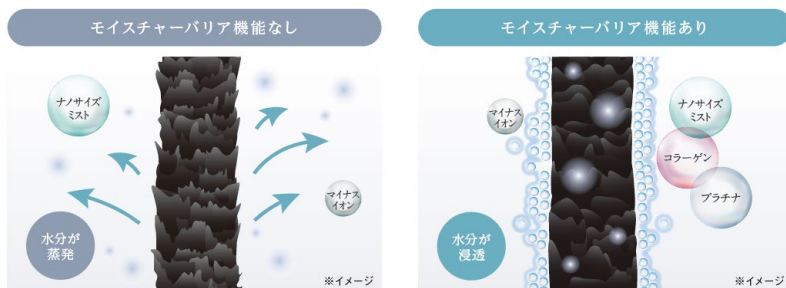 モイスチャーバリア機能なし
ナノサイズ
ミスト
マイナス
イオン
水分が
蒸発
※イメージ
モイスチャーバリア機能あり
マイナス
イオン
ナノサイズ
ミスト
コラーゲン
プラチナ
水分が
浸透
※イメージ